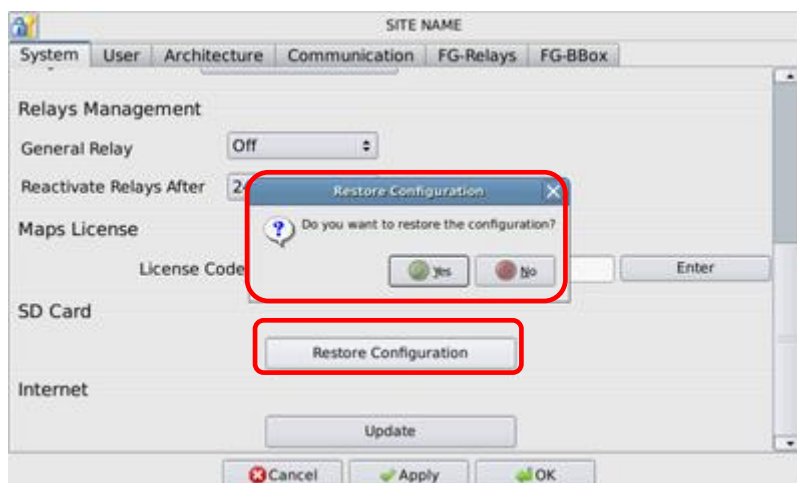 SITE NAME
System User Architecture Communication FG-Relays FG-BBox
Relays Management
General Relay Off
Reactivate Relays After 24
Restore Configuration
Do you want to restore the configuration?
Yes No
Maps License
License Code Enter
SD Card
Restore Configuration
Internet
Update
Cancel Apply OK